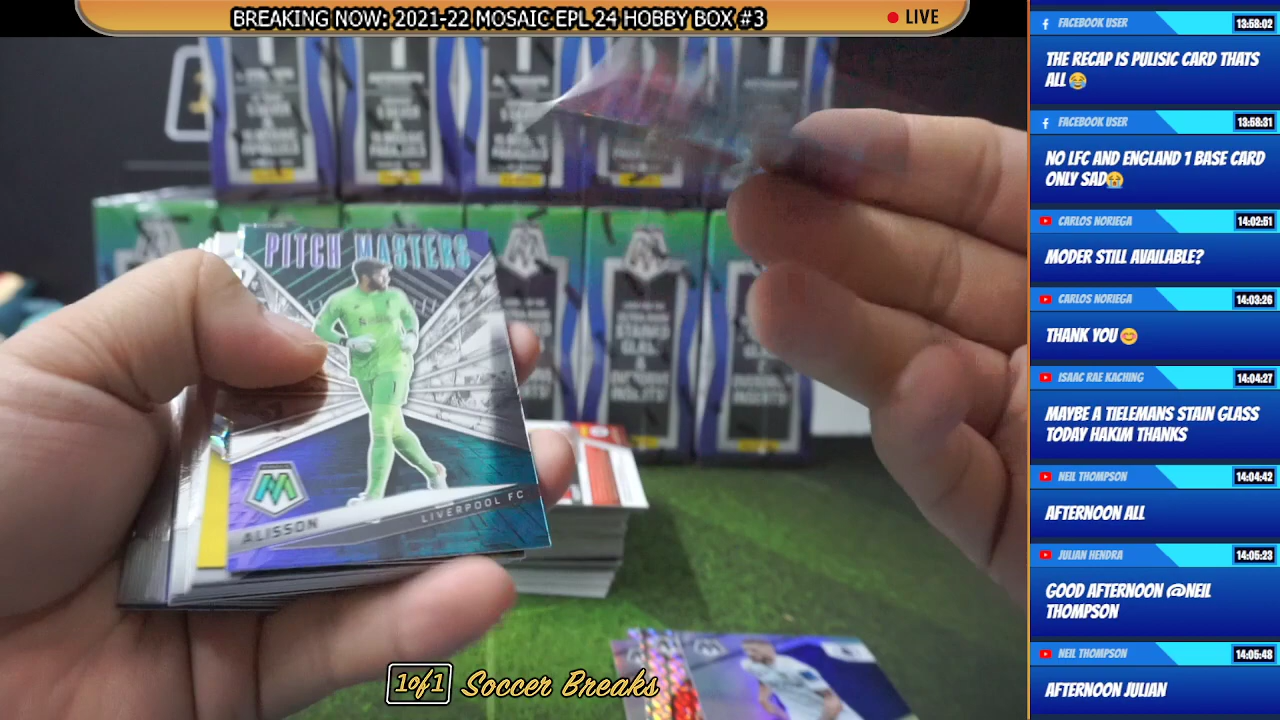 BREAKING NOW: 2021-22 MOSAIC EPL 24 HOBBY BOX #3
LIVE
PITCH MASTERS
ALISSON
LIVERPOOL FC
1of1 Soccer Breaks
FACEBOOK USER
13:58:02
THE RECAP IS PULISIC CARD THATS
ALL 😂
FACEBOOK USER
13:58:31
NO LFC AND ENGLAND 1 BASE CARD
ONLY SAD😭
CARLOS NORIEGA
14:02:51
MODER STILL AVAILABLE?
CARLOS NORIEGA
14:03:26
THANK YOU 😊
ISAAC RAE KACHING
14:04:27
MAYBE A TIELEMANS STAIN GLASS
TODAY HAKIM THANKS
NEIL THOMPSON
14:04:42
AFTERNOON ALL
JULIAN HENDRA
14:05:23
GOOD AFTERNOON @NEIL
THOMPSON
NEIL THOMPSON
14:05:48
AFTERNOON JULIAN